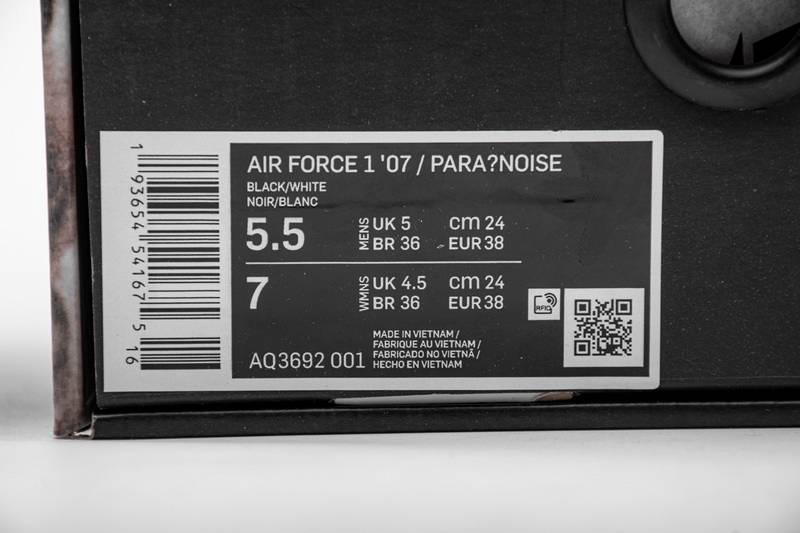 AIR FORCE 1 '07 / PARA?NOISE
BLACK/WHITE
NOIR/BLANC
5.5 MENS UK 5 cm 24
BR 36 EUR 38
7 WMNS UK 4.5 cm 24
BR 36 EUR 38
RFID
MADE IN VIETNAM /
FABRIQUE AU VIETNAM /
FABRICADO NO VIETNÃ /
HECHO EN VIETNAM
AQ3692 001
1 93654 54167 5 16